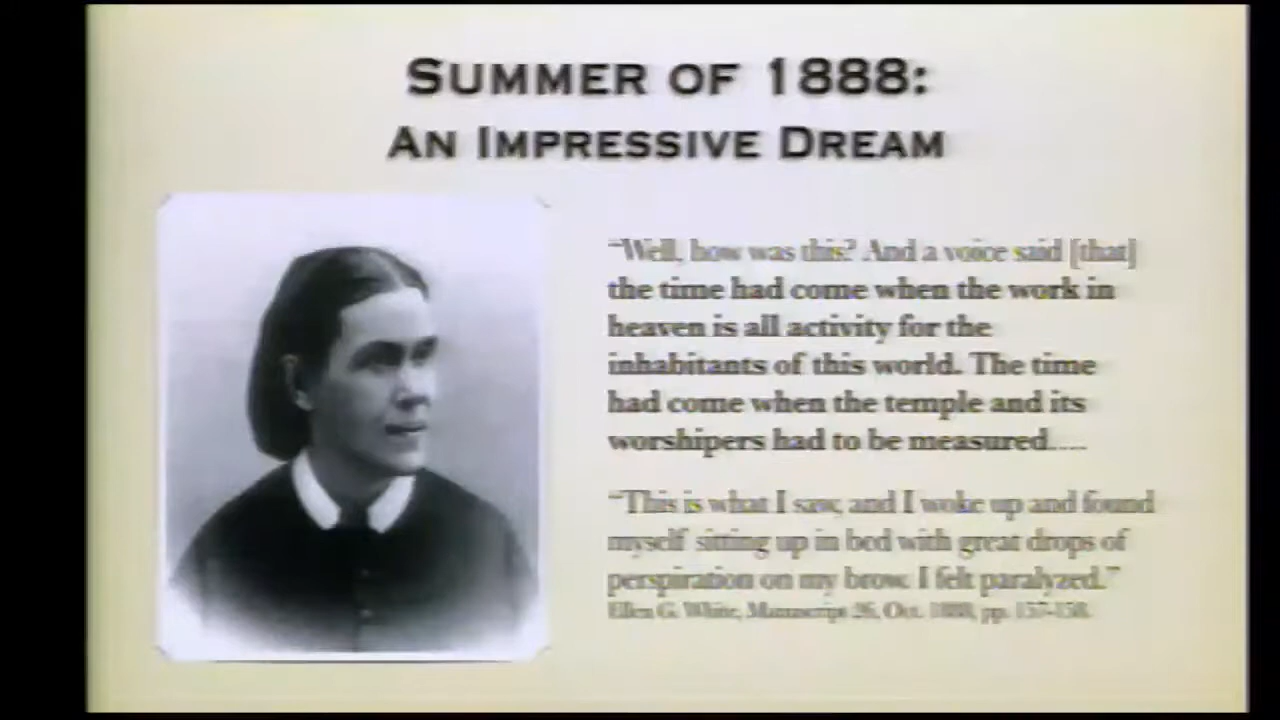 SUMMER OF 1888:
AN IMPRESSIVE DREAM
“Well, how was this? And a voice said [that]
the time had come when the work in
heaven is all activity for the
inhabitants of this world. The time
had come when the temple and its
worshipers had to be measured....
“This is what I saw, and I woke up and found
myself sitting up in bed with great drops of
perspiration on my brow. I felt paralyzed.”
Ellen G. White, Manuscript 26, Oct. 1888, pp. 157-158.